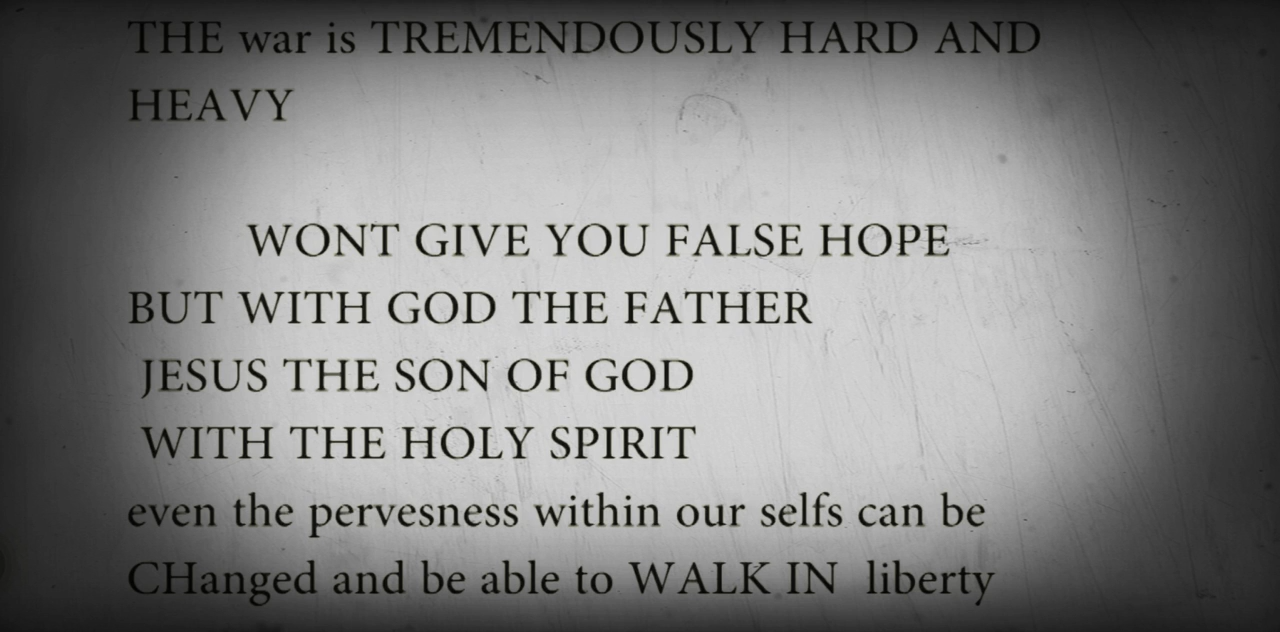 THE war is TREMENDOUSLY HARD AND
HEAVY
WONT GIVE YOU FALSE HOPE
BUT WITH GOD THE FATHER
JESUS THE SON OF GOD
WITH THE HOLY SPIRIT
even the pervesness within our selfs can be
CHanged and be able to WALK IN liberty